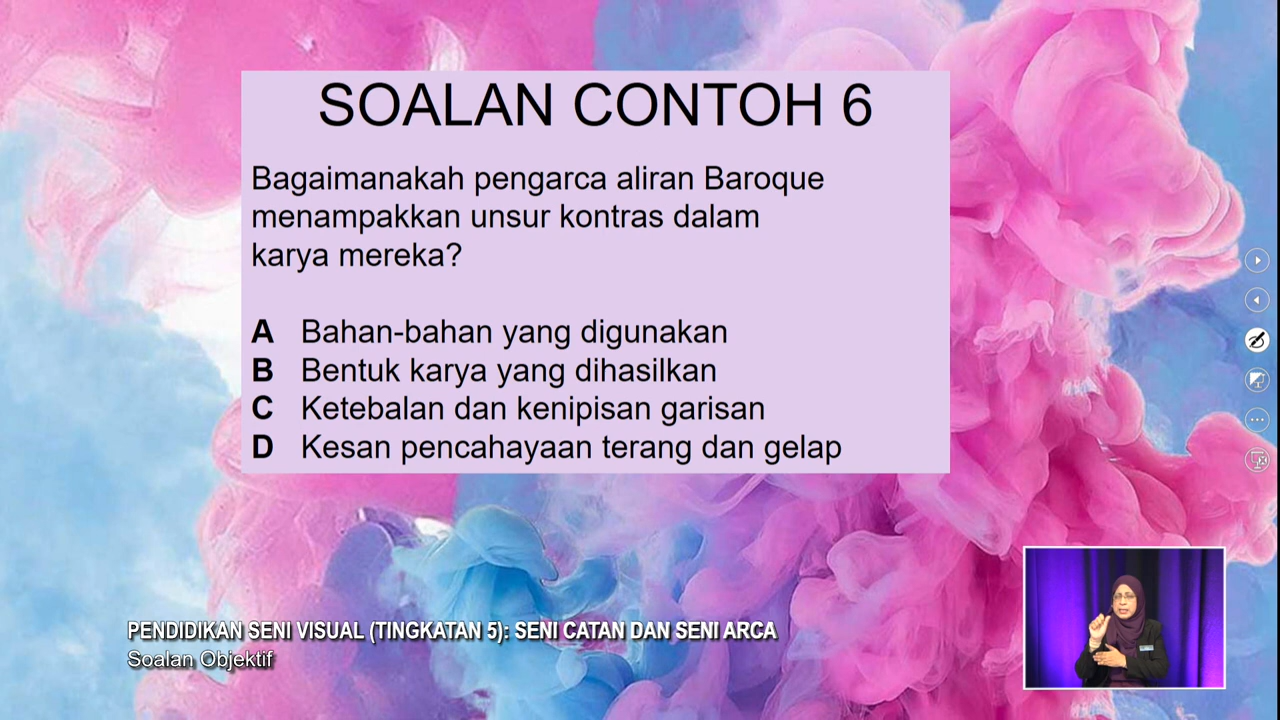 SOALAN CONTOH 6
Bagaimanakah pengarca aliran Baroque
menampakkan unsur kontras dalam
karya mereka?
A Bahan-bahan yang digunakan
B Bentuk karya yang dihasilkan
C Ketebalan dan kenipisan garisan
D Kesan pencahayaan terang dan gelap
PENDIDIKAN SENI VISUAL (TINGKATAN 5): SENI CATAN DAN SENI ARCA
Soalan Objektif